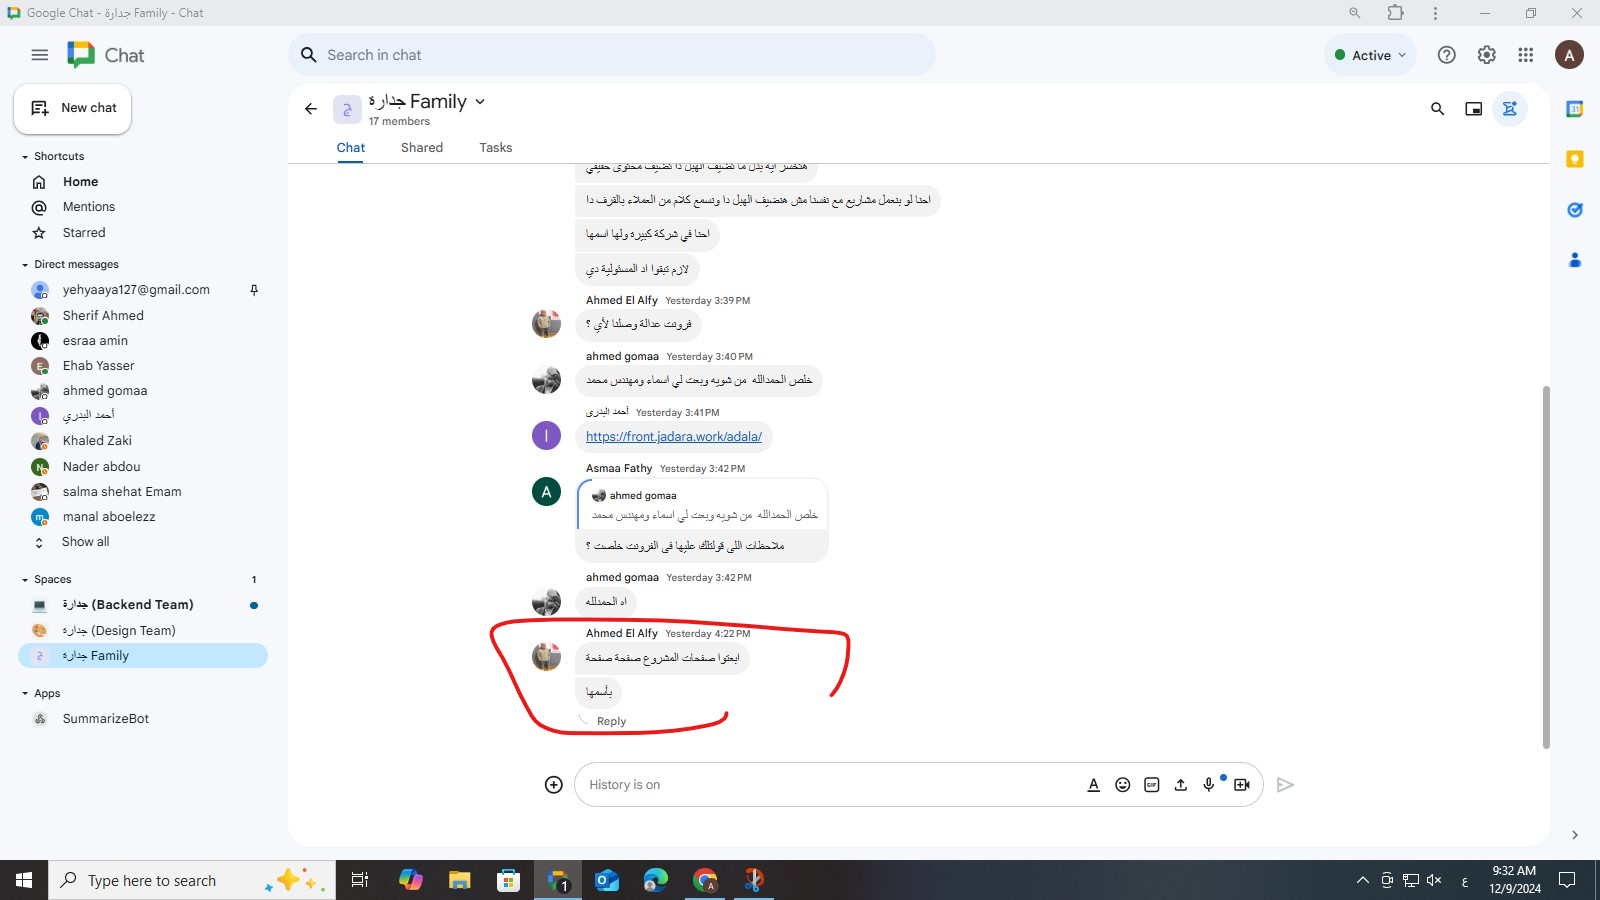 Google Chat - جدارة Family - Chat
Chat
Search in chat
Active
A
New chat
Shortcuts
Home
Mentions
Starred
Direct messages
yehyaaya127@gmail.com
Sherif Ahmed
esraa amin
Ehab Yasser
ahmed gomaa
أحمد البدري
Khaled Zaki
Nader abdou
salma shehat Emam
manal aboelezz
Show all
Spaces 1
جدارة (Backend Team)
جدارة (Design Team)
جدارة Family
Apps
SummarizeBot
ج
جدارة Family
17 members
Chat Shared Tasks
هتخسر ايه بدل ما تضيف الهبل دا تضيف محتوى حقيقي
احنا لو بنعمل مشاريع مع نفسنا مش هنضيف الهبل دا ونسمع كلام من العملاء بالقرف دا
احنا في شركة كبيرة ولها اسمها
لازم تبقوا اد المسئولية دي
Ahmed El Alfy Yesterday 3:39 PM
فرونت عدالة وصلنا لأي ؟
ahmed gomaa Yesterday 3:40 PM
خلص الحمدالله من شويه وبعت لي اسماء ومهندس محمد
أحمد البدرى Yesterday 3:41 PM
https://front.jadara.work/adala/
Asmaa Fathy Yesterday 3:42 PM
ahmed gomaa
خلص الحمدالله من شويه وبعت لي اسماء ومهندس محمد
ملاحظات اللى قولتلك عليها فى الفرونت خلصت ؟
ahmed gomaa Yesterday 3:42 PM
اه الحمدلله
Ahmed El Alfy Yesterday 4:22 PM
ابعتوا صفحات المشروع صفحة صفحة
بأسمها
Reply
History is on
GIF
31
Type here to search
1
ع
9:32 AM
12/9/2024